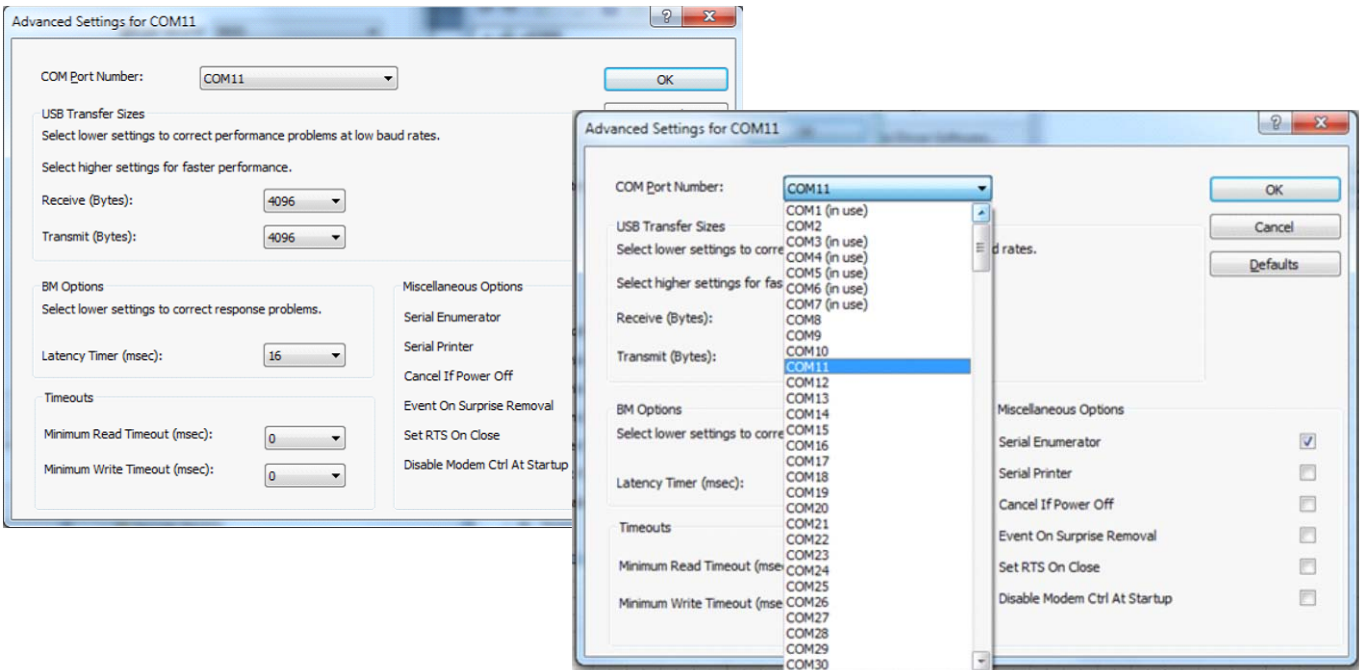 Advanced Settings for COM11
COM Port Number:
COM11
OK
USB Transfer Sizes
Select lower settings to correct performance problems at low baud rates.
Select higher settings for faster performance.
Receive (Bytes):
4096
Transmit (Bytes):
4096
BM Options
Select lower settings to correct response problems.
Latency Timer (msec):
16
Timeouts
Minimum Read Timeout (msec):
0
Minimum Write Timeout (msec):
0
Miscellaneous Options
Serial Enumerator
Serial Printer
Cancel If Power Off
Event On Surprise Removal
Set RTS On Close
Disable Modem Ctrl At Startup
Advanced Settings for COM11
COM Port Number:
COM11
OK
Cancel
Defaults
COM1 (in use)
COM2
COM3 (in use)
COM4 (in use)
COM5 (in use)
COM6 (in use)
COM7 (in use)
COM8
COM9
COM10
COM11
COM12
COM13
COM14
COM15
COM16
COM17
COM18
COM19
COM20
COM21
COM22
COM23
COM24
COM25
COM26
COM27
COM28
COM29
COM30
USB Transfer Sizes
Select lower settings to corre d rates.
Select higher settings for fas
Receive (Bytes):
Transmit (Bytes):
BM Options
Select lower settings to corre
Latency Timer (msec):
Timeouts
Minimum Read Timeout (mse
Minimum Write Timeout (mse
Miscellaneous Options
Serial Enumerator
Serial Printer
Cancel If Power Off
Event On Surprise Removal
Set RTS On Close
Disable Modem Ctrl At Startup